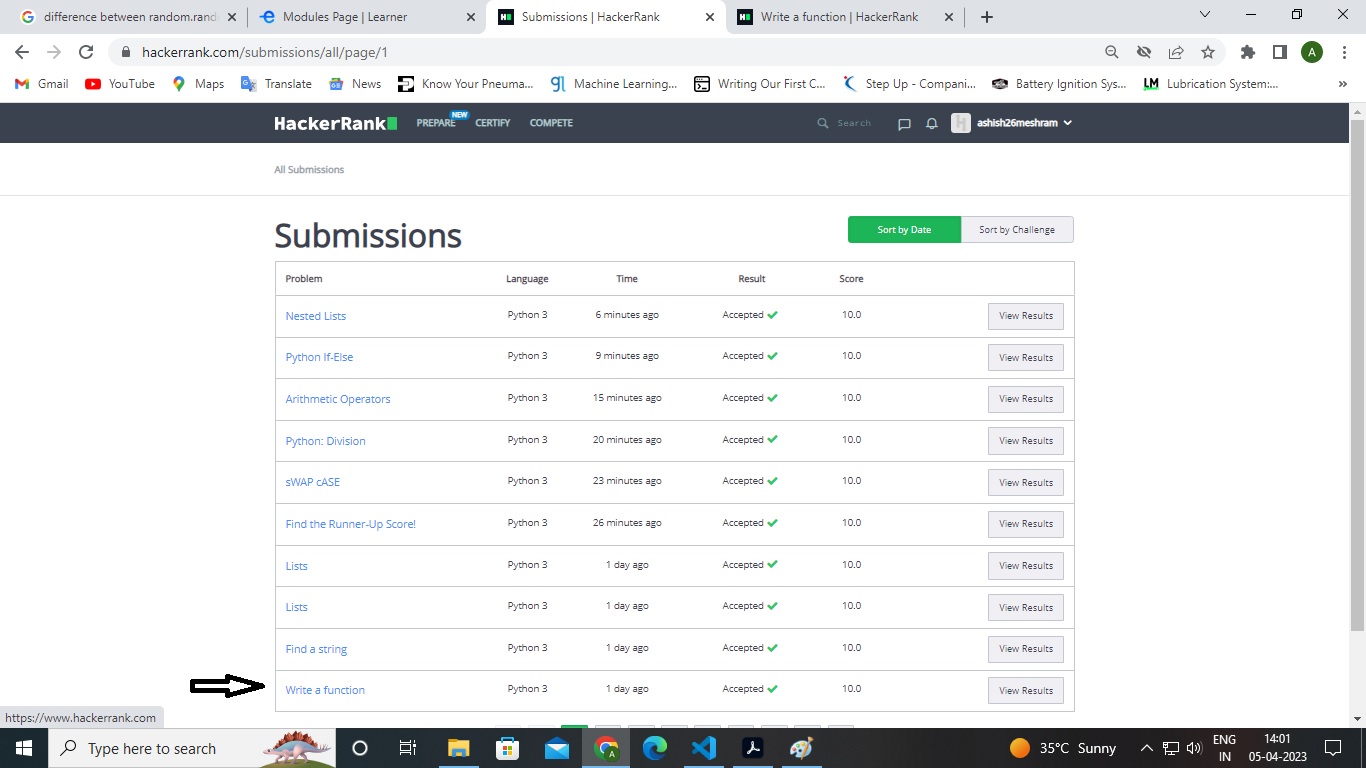 difference between random.rand
Modules Page | Learner
Submissions | HackerRank
Write a function | HackerRank
hackerrank.com/submissions/all/page/1
A
Gmail
YouTube
Maps
Translate
News
Know Your Pneuma...
Machine Learning,...
Writing Our First C...
Step Up - Compani...
Battery Ignition Sys...
Lubrication System:...
HackerRank
PREPARE
NEW
CERTIFY
COMPETE
Search
ashish26meshram
All Submissions
Submissions
Sort by Date
Sort by Challenge
Problem Language Time Result Score
Nested Lists Python 3 6 minutes ago Accepted 10.0 View Results
Python If-Else Python 3 9 minutes ago Accepted 10.0 View Results
Arithmetic Operators Python 3 15 minutes ago Accepted 10.0 View Results
Python: Division Python 3 20 minutes ago Accepted 10.0 View Results
sWAP cASE Python 3 23 minutes ago Accepted 10.0 View Results
Find the Runner-Up Score! Python 3 26 minutes ago Accepted 10.0 View Results
Lists Python 3 1 day ago Accepted 10.0 View Results
Lists Python 3 1 day ago Accepted 10.0 View Results
Find a string Python 3 1 day ago Accepted 10.0 View Results
Write a function Python 3 1 day ago Accepted 10.0 View Results
https://www.hackerrank.com
Type here to search
35°C Sunny
ENG
IN
14:01
05-04-2023